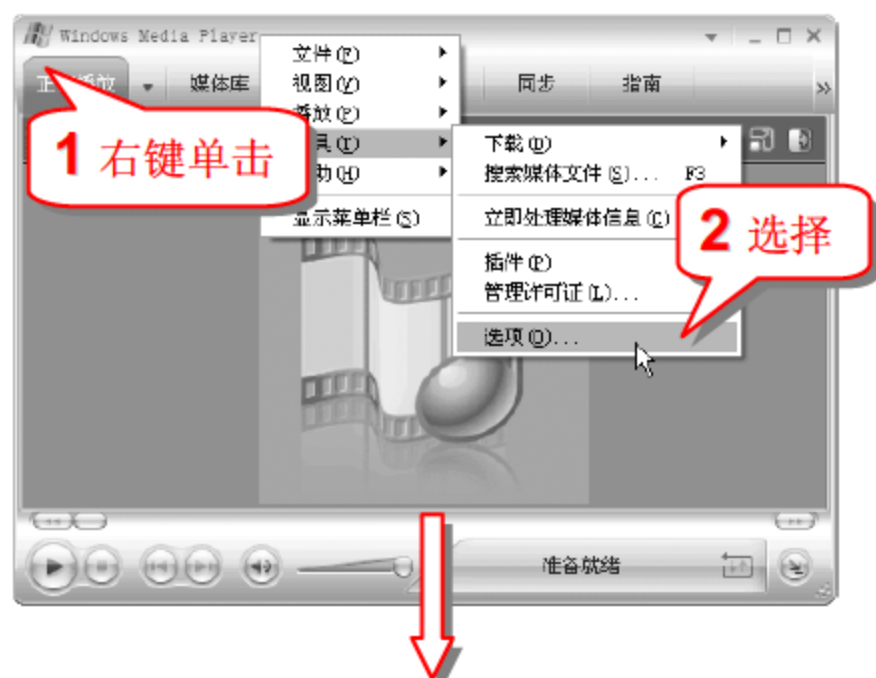 Windows Media Player
媒体库
同步
指南
»
1 右键单击
文件(F)
视图(V)
播放(P)
具(T)
助(H)
显示菜单栏(S)
下载(D)
搜索媒体文件(S)... F3
立即处理媒体信息(C)
插件(P)
管理许可证(L)...
选项(O)...
2 选择
准备就绪